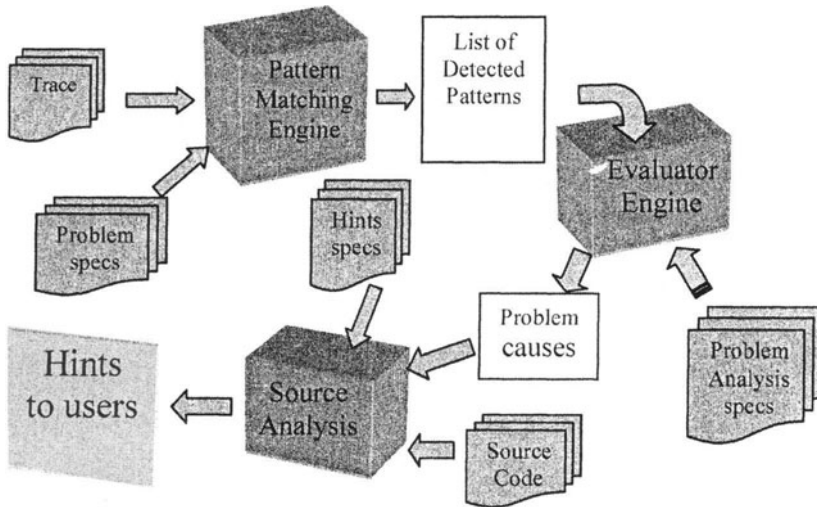 Trace
Pattern
Matching
Engine
List of
Detected
Patterns
Evaluator
Engine
Problem
specs
Hints
specs
Problem
causes
Problem
Analysis
specs
Hints
to users
Source
Analysis
Source
Code